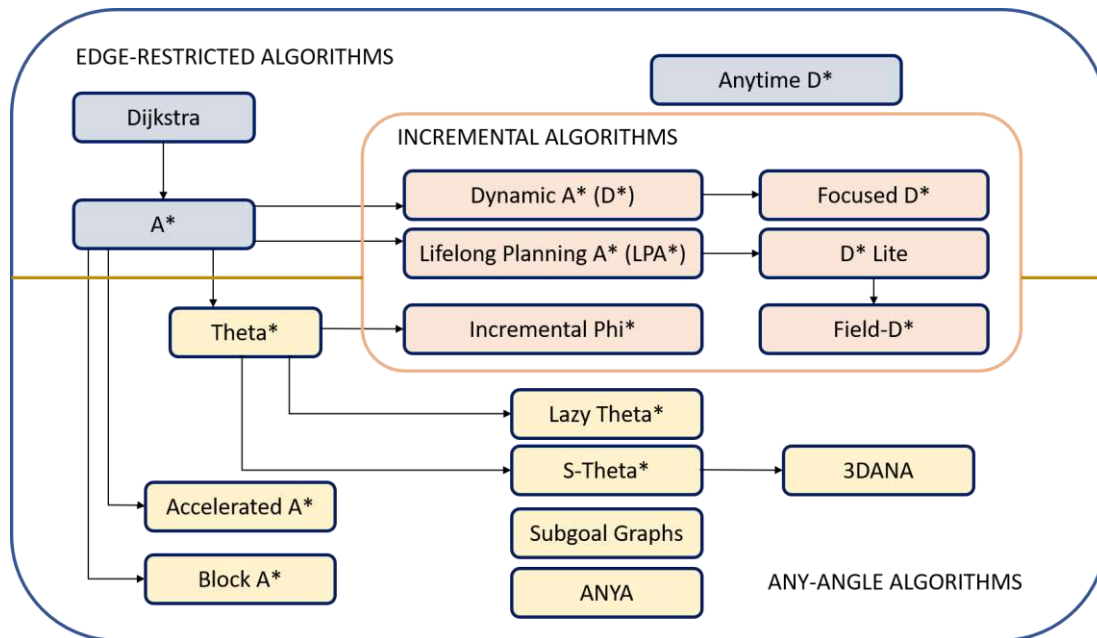 EDGE-RESTRICTED ALGORITHMS
Anytime D*
Dijkstra
INCREMENTAL ALGORITHMS
Dynamic A* (D*)
Focused D*
A*
Lifelong Planning A* (LPA*)
D* Lite
Theta*
Incremental Phi*
Field-D*
Lazy Theta*
S-Theta*
3DANA
Accelerated A*
Subgoal Graphs
Block A*
ANYA
ANY-ANGLE ALGORITHMS